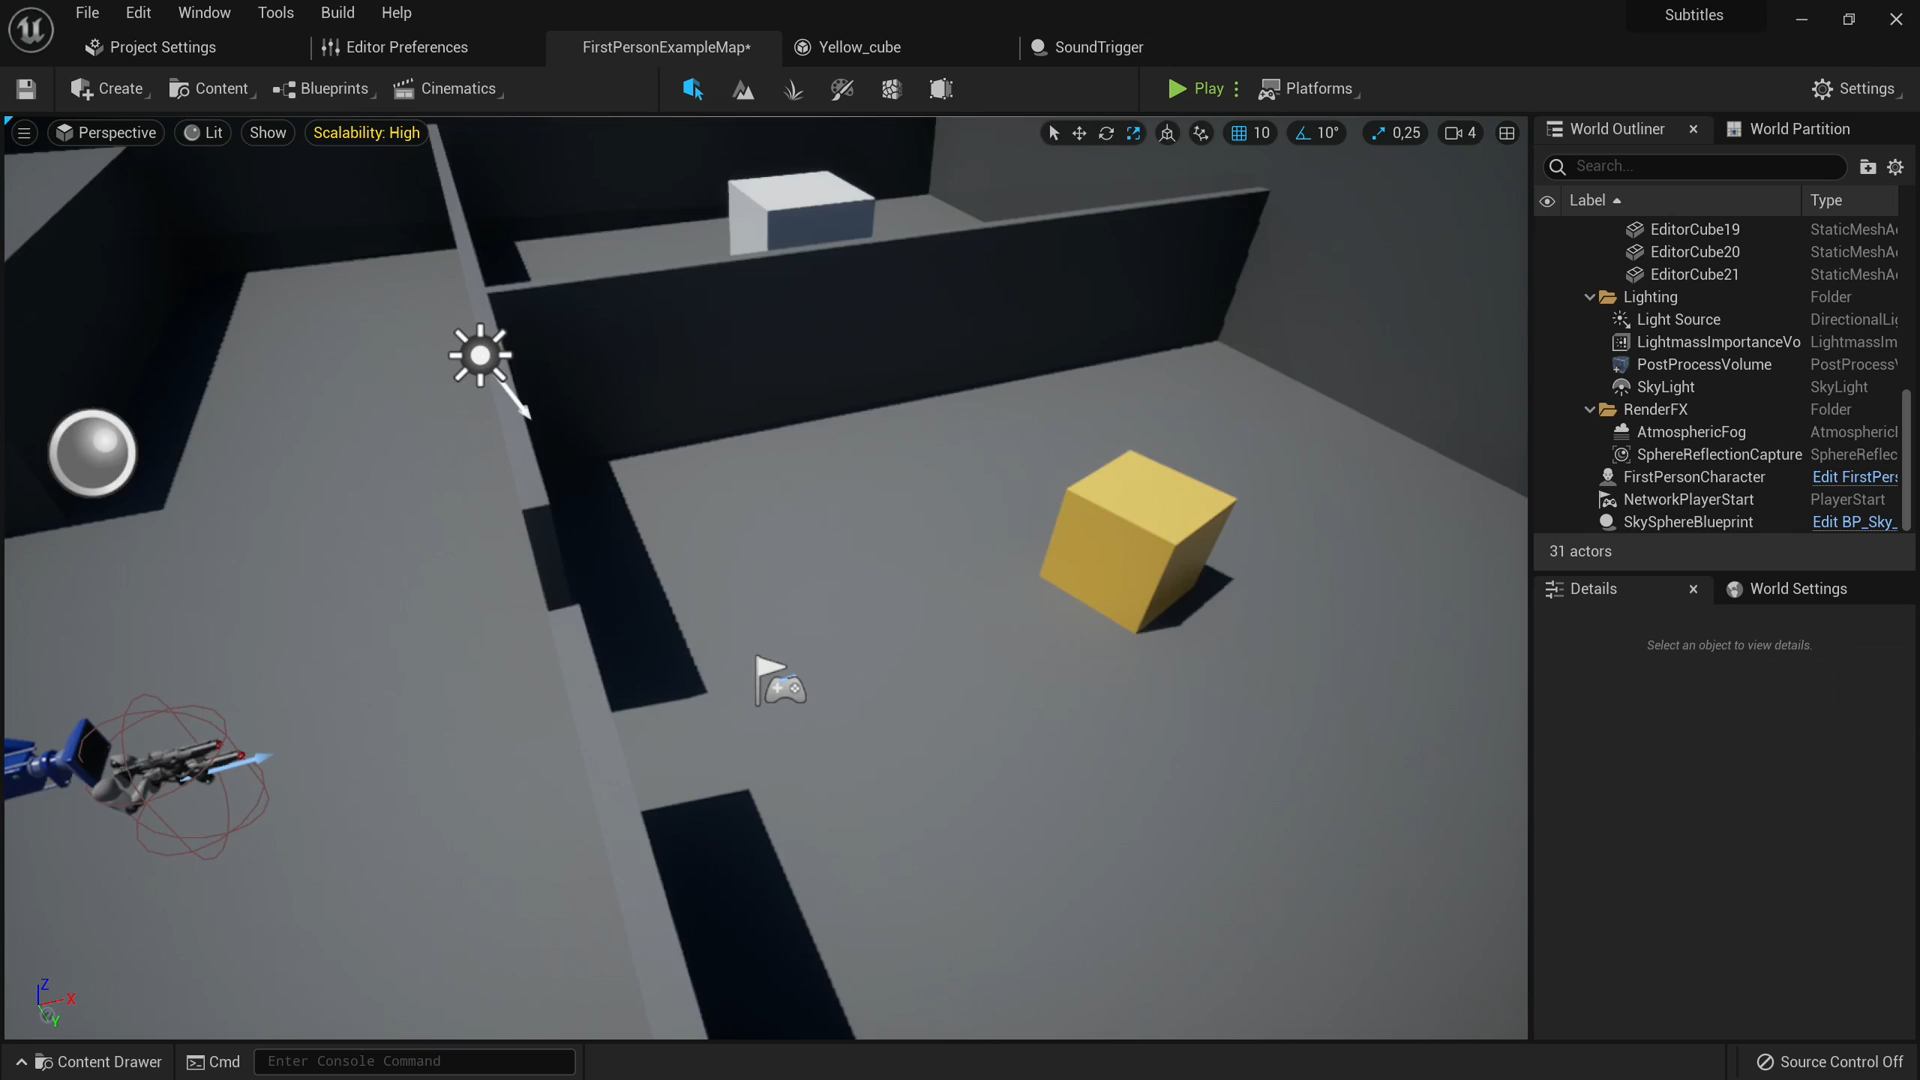 File Edit Window Tools Build Help
Subtitles
Project Settings
Editor Preferences
FirstPersonExampleMap*
Yellow_cube
SoundTrigger
Create
Content
Blueprints
Cinematics
Play
Platforms
Settings
Perspective
Lit
Show
Scalability: High
10
10°
0,25
4
World Outliner
World Partition
Search...
Label
Type
EditorCube19 StaticMeshA
EditorCube20 StaticMeshA
EditorCube21 StaticMeshA
Lighting Folder
Light Source DirectionalLi
LightmassImportanceVo Lightmassm
PostProcessVolume PostProcess
SkyLight SkyLight
RenderFX Folder
AtmosphericFog Atmospheric
SphereReflectionCapture SphereReflec
FirstPersonCharacter Edit FirstPers
NetworkPlayerStart PlayerStart
SkySphereBlueprint Edit BP_Sky_
31 actors
Details
World Settings
Select an object to view details.
Z
X
Y
Content Drawer
Cmd
Enter Console Command
Source Control Off